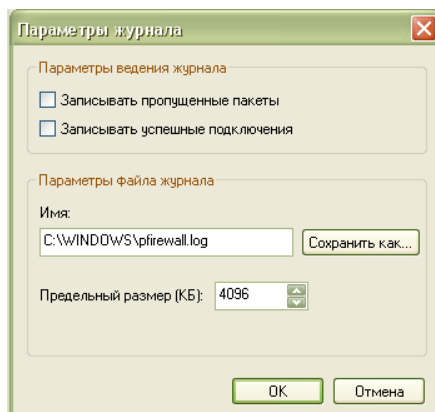 Параметры журнала
Параметры ведения журнала
Записывать пропущенные пакеты
Записывать успешные подключения
Параметры файла журнала
Имя:
C:\WINDOWS\pfirewall.log
Сохранить как...
Предельный размер (КБ): 4096
OK Отмена